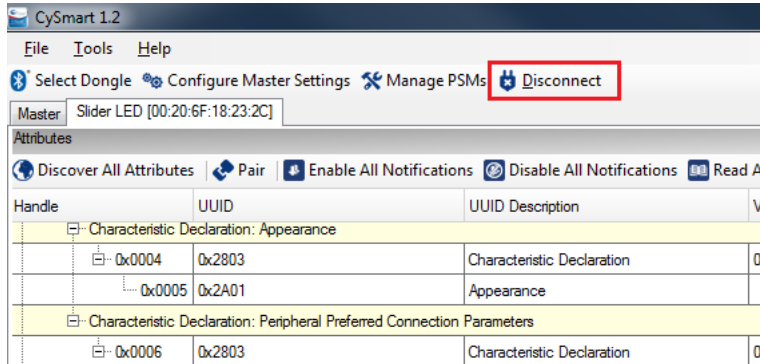 CySmart 1.2
File Tools Help
Select Dongle Configure Master Settings Manage PSMs Disconnect
Master Slider LED [00:20:6F:18:23:2C]
Attributes
Discover All Attributes Pair Enable All Notifications Disable All Notifications Read A
Handle UUID UUID Description V
Characteristic Declaration: Appearance
0x0004 0x2803 Characteristic Declaration 0
0x0005 0x2A01 Appearance
Characteristic Declaration: Peripheral Preferred Connection Parameters
0x0006 0x2803 Characteristic Declaration 0